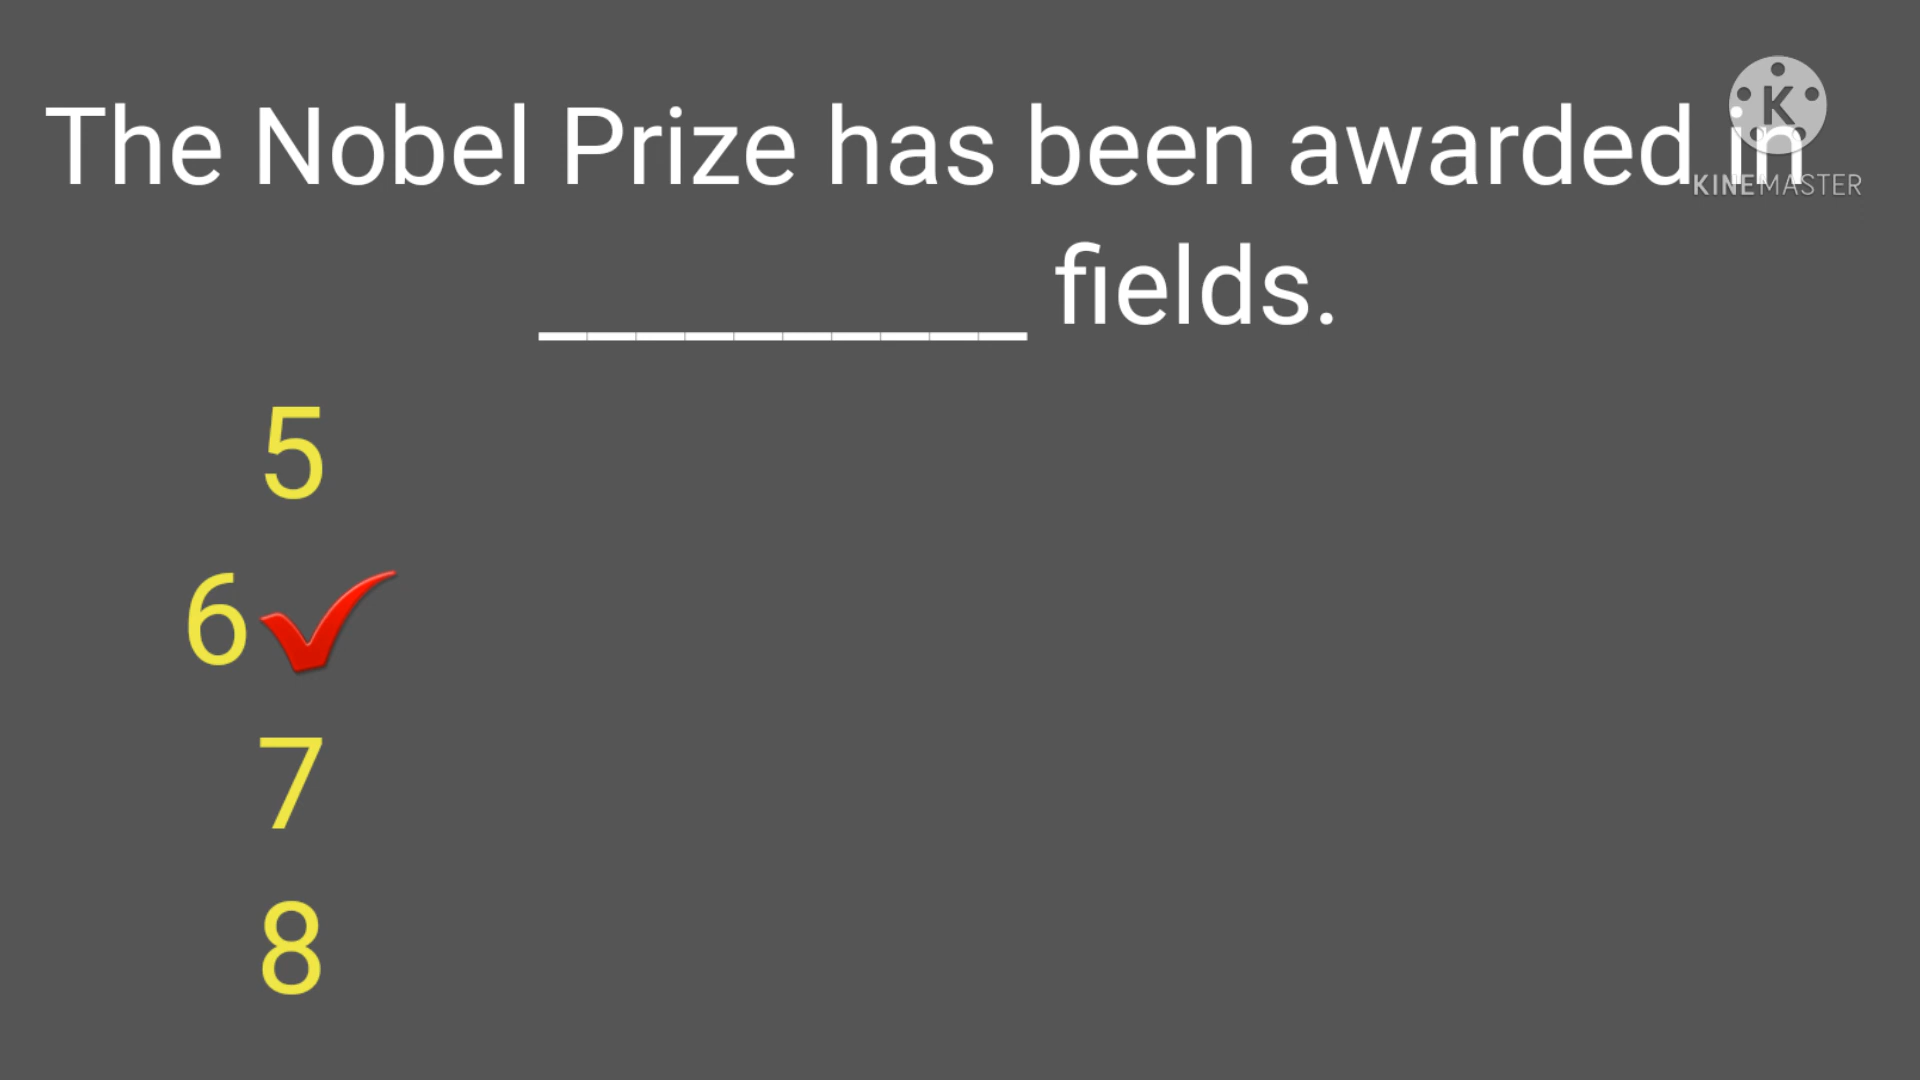 The Nobel Prize has been awarded in
__________ fields.
K
KINEMASTER
5
6
7
8